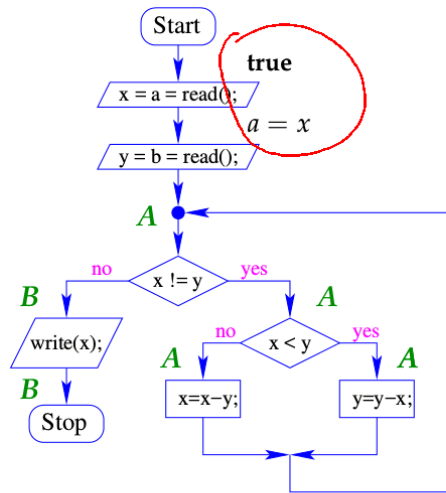 Start
true
x = a = read();
a = x
y = b = read();
A
no
x != y
yes
B
A
write(x);
no
x < y
yes
A
A
B
x=x−y;
y=y−x;
Stop